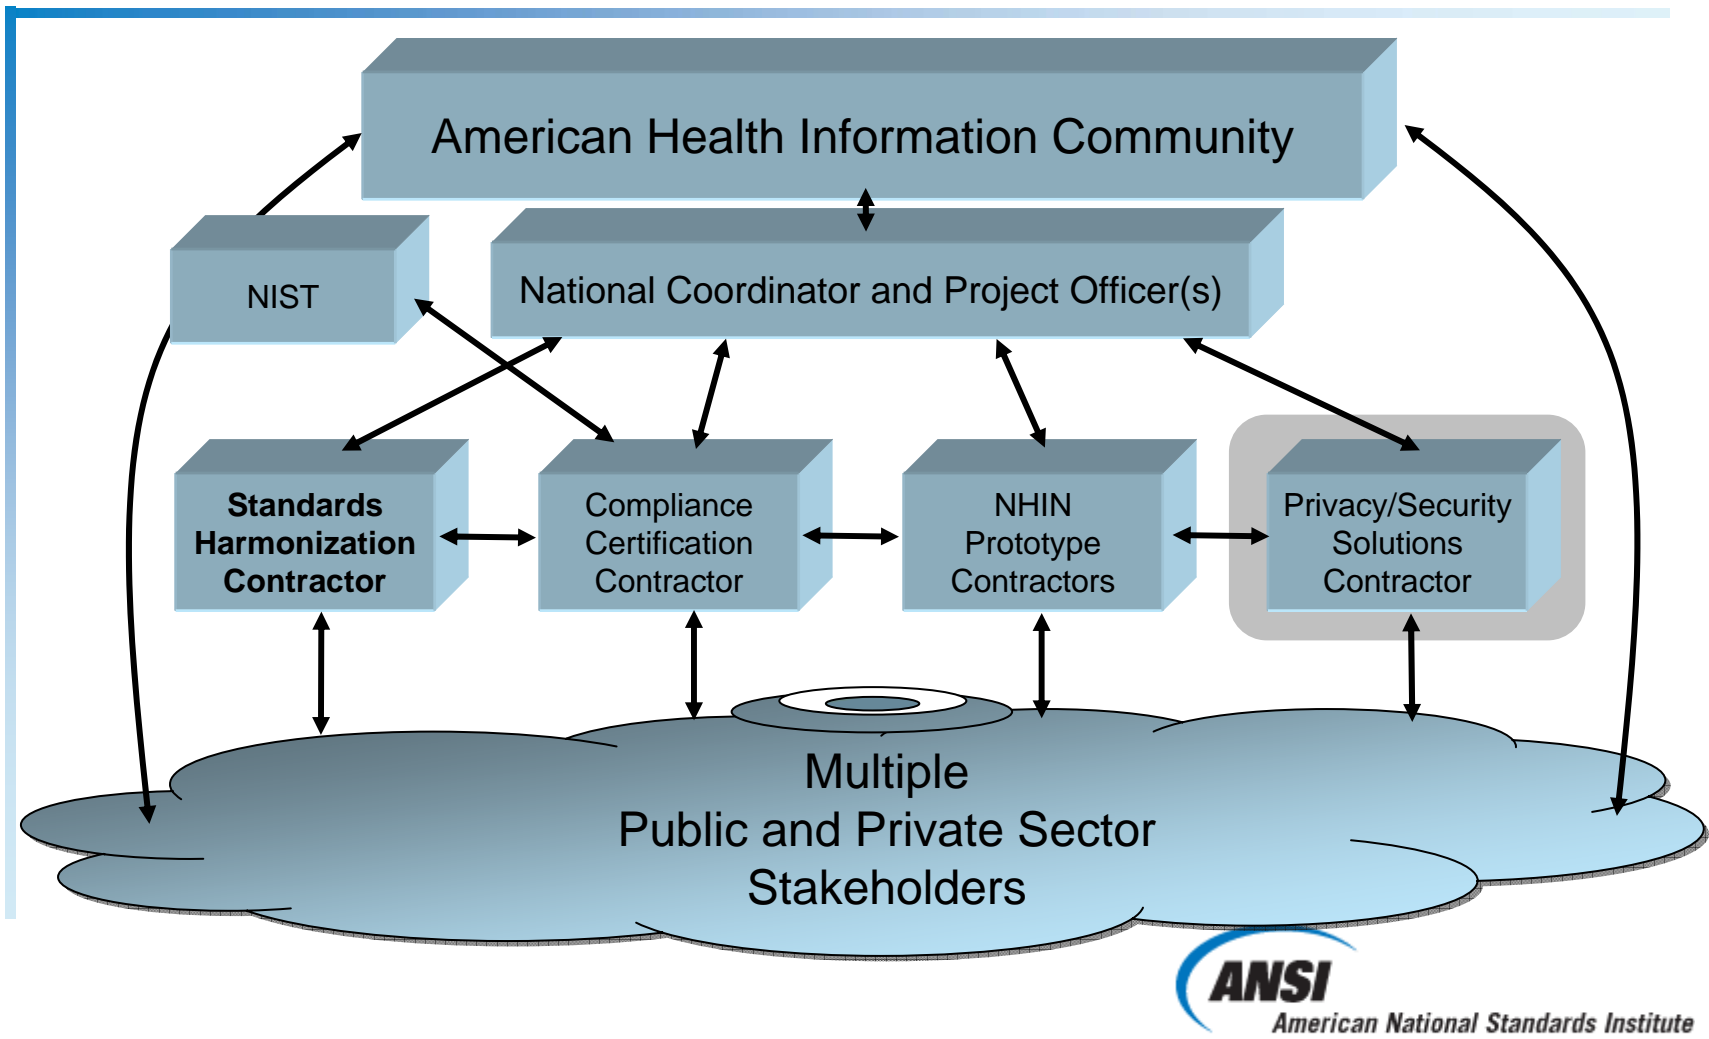 American Health Information Community
NIST
National Coordinator and Project Officer(s)
Standards
Harmonization
Contractor
Compliance
Certification
Contractor
NHIN
Prototype
Contractors
Privacy/Security
Solutions
Contractor
Multiple
Public and Private Sector
Stakeholders
ANSI
American National Standards Institute